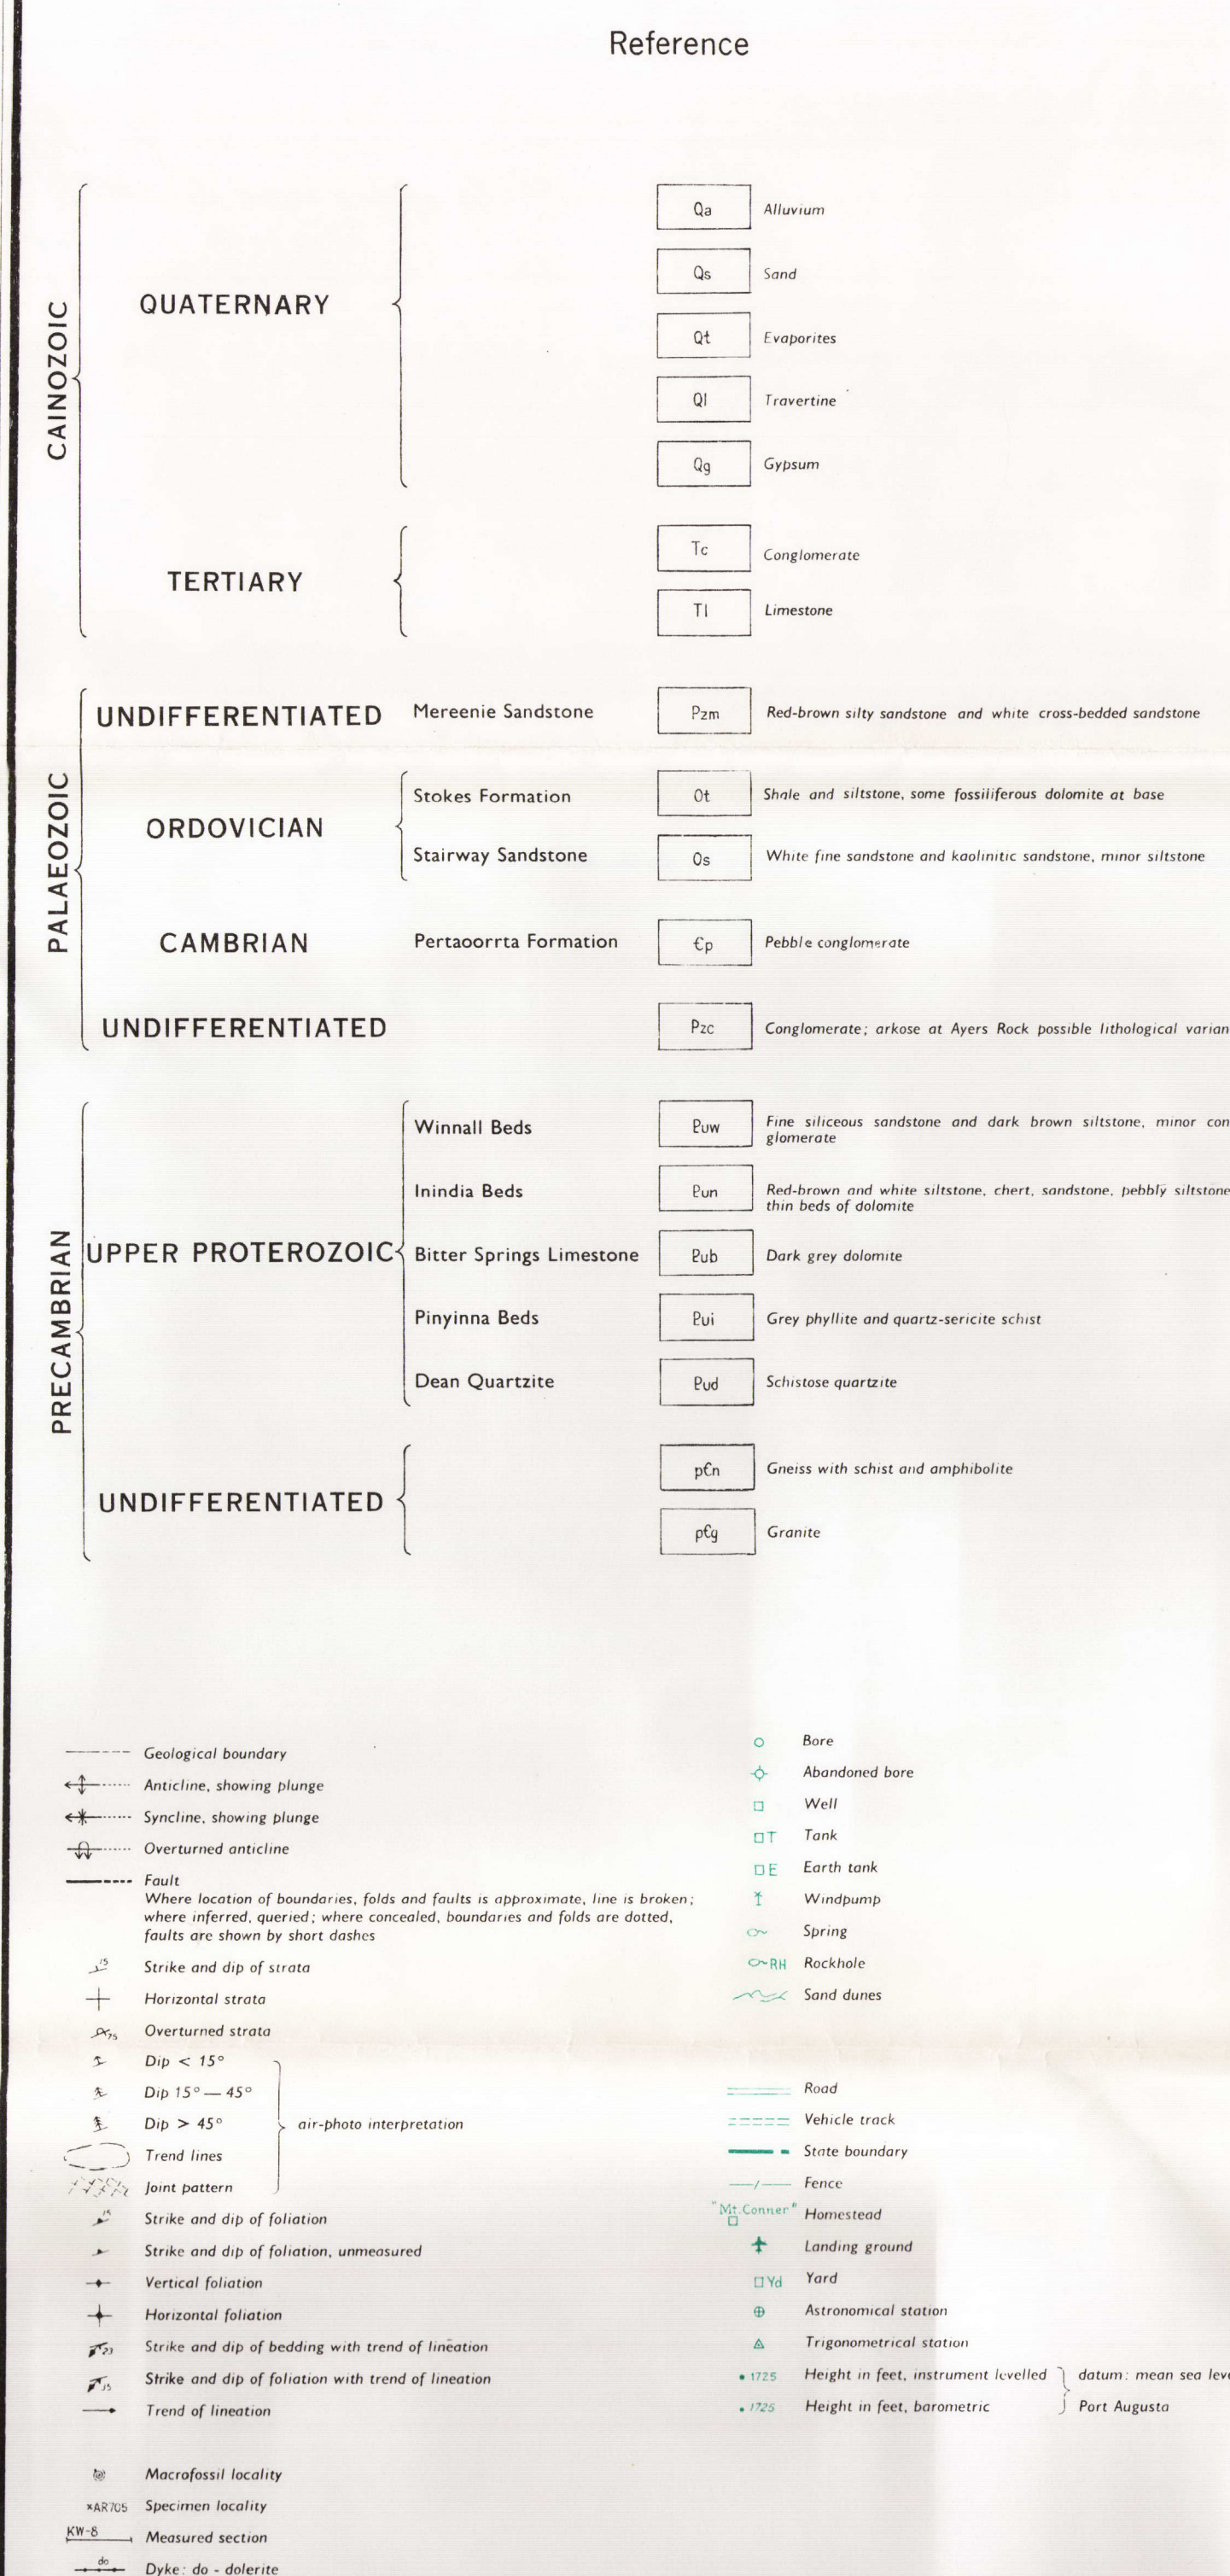 Reference
CAINOZOIC
QUATERNARY
Qa Alluvium
Qs Sand
Qt Evaporites
Ql Travertine
Qg Gypsum
TERTIARY
Tc Conglomerate
Tl Limestone
PALAEOZOIC
UNDIFFERENTIATED Mereenie Sandstone Pzm Red-brown silty sandstone and white cross-bedded sandstone
ORDOVICIAN
Stokes Formation Ot Shale and siltstone, some fossiliferous dolomite at base
Stairway Sandstone Os White fine sandstone and kaolinitic sandstone, minor siltstone
CAMBRIAN Pertaoorrta Formation Ꞓp Pebble conglomerate
UNDIFFERENTIATED Pzc Conglomerate; arkose at Ayers Rock possible lithological varian
PRECAMBRIAN
UPPER PROTEROZOIC
Winnall Beds Puw Fine siliceous sandstone and dark brown siltstone, minor con
glomerate
Inindia Beds Pun Red-brown and white siltstone, chert, sandstone, pebbly siltstone
thin beds of dolomite
Bitter Springs Limestone Pub Dark grey dolomite
Pinyinna Beds Pui Grey phyllite and quartz-sericite schist
Dean Quartzite Pud Schistose quartzite
UNDIFFERENTIATED
pꞒn Gneiss with schist and amphibolite
pꞒg Granite
Geological boundary
Anticline, showing plunge
Syncline, showing plunge
Overturned anticline
Fault
Where location of boundaries, folds and faults is approximate, line is broken;
where inferred, queried; where concealed, boundaries and folds are dotted,
faults are shown by short dashes
15 Strike and dip of strata
Horizontal strata
75 Overturned strata
Dip < 15°
Dip 15° — 45°
Dip > 45°
air-photo interpretation
Trend lines
Joint pattern
15 Strike and dip of foliation
Strike and dip of foliation, unmeasured
Vertical foliation
Horizontal foliation
23 Strike and dip of bedding with trend of lineation
15 Strike and dip of foliation with trend of lineation
Trend of lineation
Macrofossil locality
×AR705 Specimen locality
KW-8 Measured section
do Dyke: do - dolerite
Bore
Abandoned bore
Well
T Tank
E Earth tank
Windpump
Spring
RH Rockhole
Sand dunes
Road
Vehicle track
State boundary
Fence
"Mt. Conner" Homestead
Landing ground
Yd Yard
Astronomical station
Trigonometrical station
• 1725 Height in feet, instrument levelled datum: mean sea leve
• 1725 Height in feet, barometric Port Augusta